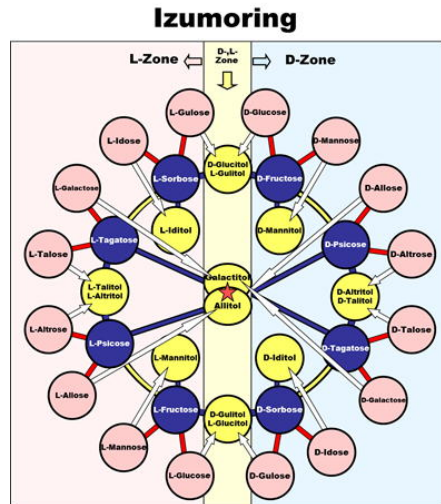 Izumoring
L-Zone
D-,L-
Zone
D-Zone
L-Gulose
D-Glucose
L-Idose
D-Mannose
D-Glucitol
L-Gulitol
L-Sorbose
D-Fructose
L-Galactose
D-Allose
L-Iditol
D-Mannitol
L-Tagatose
D-Psicose
L-Talose
D-Altrose
Galactitol
Allitol
L-Talitol
L-Altritol
D-Altritol
D-Talitol
L-Altrose
D-Talose
L-Psicose
D-Tagatose
L-Mannitol
D-Iditol
L-Allose
D-Galactose
L-Fructose
D-Gulitol
L-Glucitol
D-Sorbose
L-Mannose
D-Idose
L-Glucose
D-Gulose